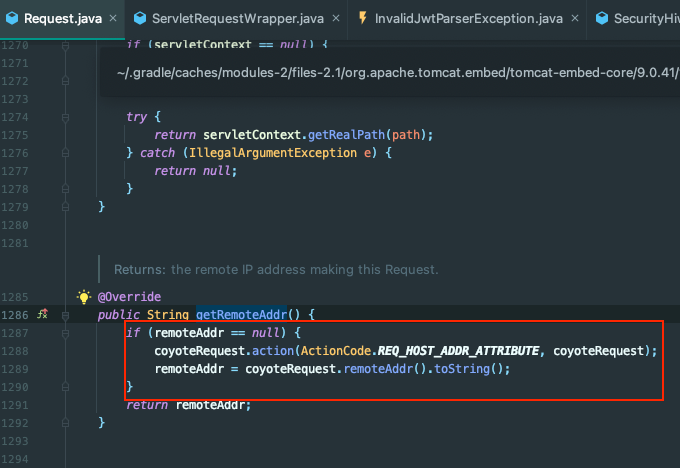 Request.java × ServletRequestWrapper.java × InvalidJwtParserException.java × SecurityHi
1270 if (servletContext == null) {
1271 ~/.gradle/caches/modules-2/files-2.1/org.apache.tomcat.embed/tomcat-embed-core/9.0.41/
1272
1273
1274 try {
1275 return servletContext.getRealPath(path);
1276 } catch (IllegalArgumentException e) {
1277 return null;
1278 }
1279 }
1280
1281
Returns: the remote IP address making this Request.
1285 @Override
1286 public String getRemoteAddr() {
1287 if (remoteAddr == null) {
1288 coyoteRequest.action(ActionCode.REQ_HOST_ADDR_ATTRIBUTE, coyoteRequest);
1289 remoteAddr = coyoteRequest.remoteAddr().toString();
1290 }
1291 return remoteAddr;
1292 }
1293
1294